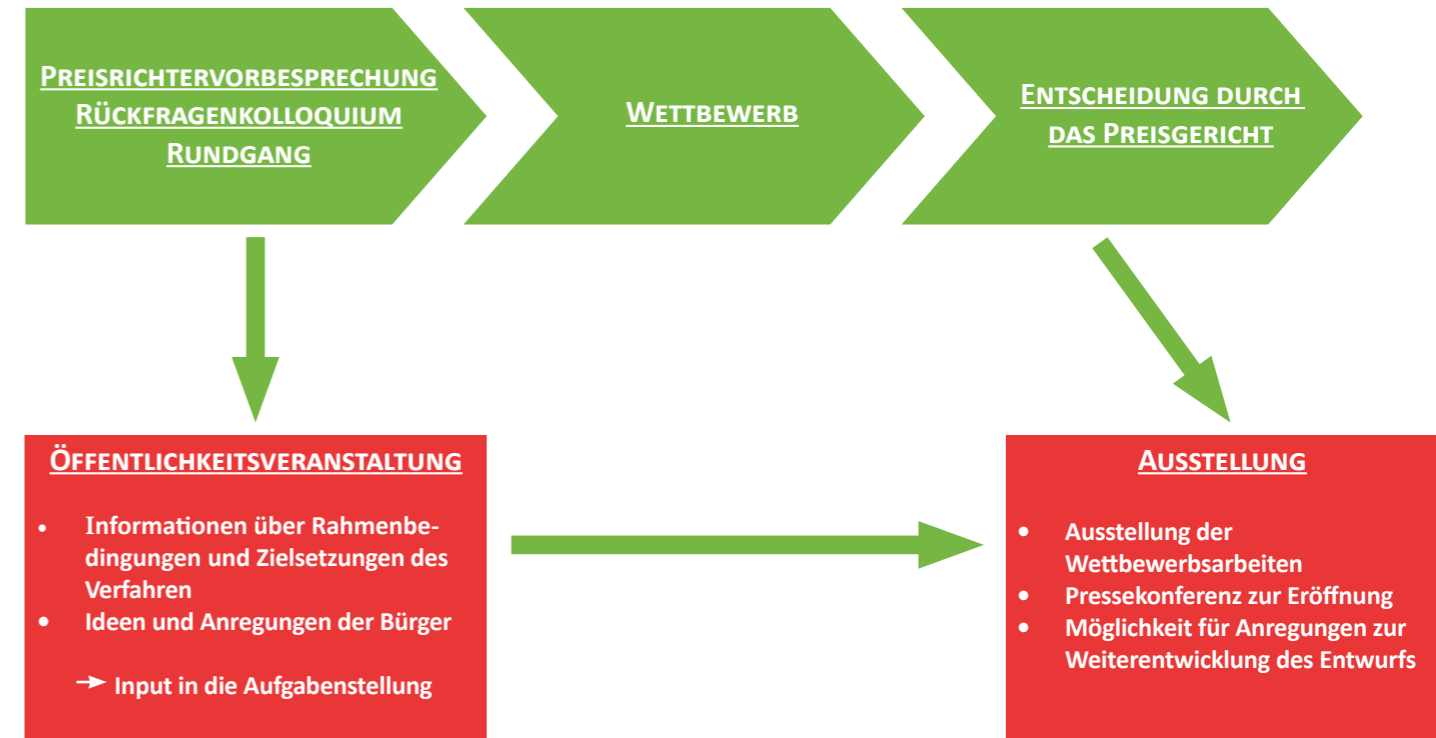 Preisrichtervorbesprechung
Rückfragenkolloquium
Rundgang
Wettbewerb
Entscheidung durch
das Preisgericht
Öffentlichkeitsveranstaltung
• Informationen über Rahmenbe-
dingungen und Zielsetzungen des
Verfahren
• Ideen und Anregungen der Bürger
→ Input in die Aufgabenstellung
Ausstellung
• Ausstellung der
Wettbewerbsarbeiten
• Pressekonferenz zur Eröffnung
• Möglichkeit für Anregungen zur
Weiterentwicklung des Entwurfs